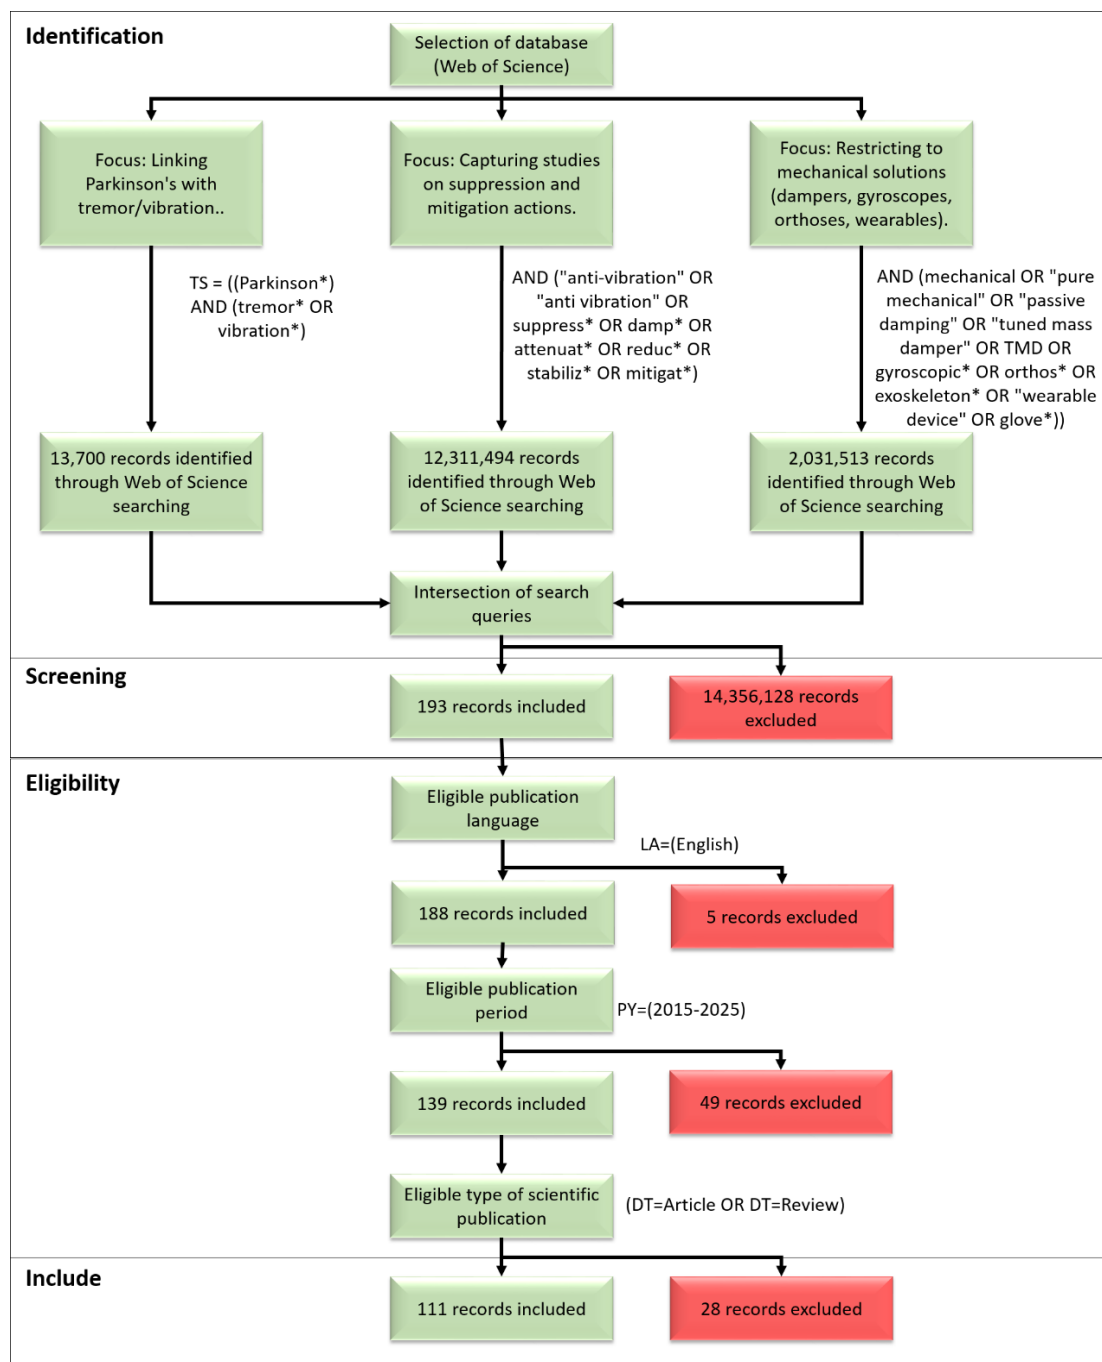 Identification
Selection of database
(Web of Science)
Focus: Linking
Parkinson's with
tremor/vibration..
Focus: Capturing studies
on suppression and
mitigation actions.
Focus: Restricting to
mechanical solutions
(dampers, gyroscopes,
orthoses, wearables).
TS = ((Parkinson*)
AND (tremor* OR
vibration*)
AND ("anti-vibration" OR
"anti vibration" OR
suppress* OR damp* OR
attenuat* OR reduc* OR
stabiliz* OR mitigat*)
AND (mechanical OR "pure
mechanical" OR "passive
damping" OR "tuned mass
damper" OR TMD OR
gyroscopic* OR orthos* OR
exoskeleton* OR "wearable
device" OR glove*))
13,700 records identified
through Web of Science
searching
12,311,494 records
identified through Web
of Science searching
2,031,513 records
identified through Web
of Science searching
Intersection of search
queries
Screening
193 records included
14,356,128 records
excluded
Eligibility
Eligible publication
language
LA=(English)
188 records included
5 records excluded
Eligible publication
period
PY=(2015-2025)
139 records included
49 records excluded
Eligible type of scientific
publication
(DT=Article OR DT=Review)
Include
111 records included
28 records excluded